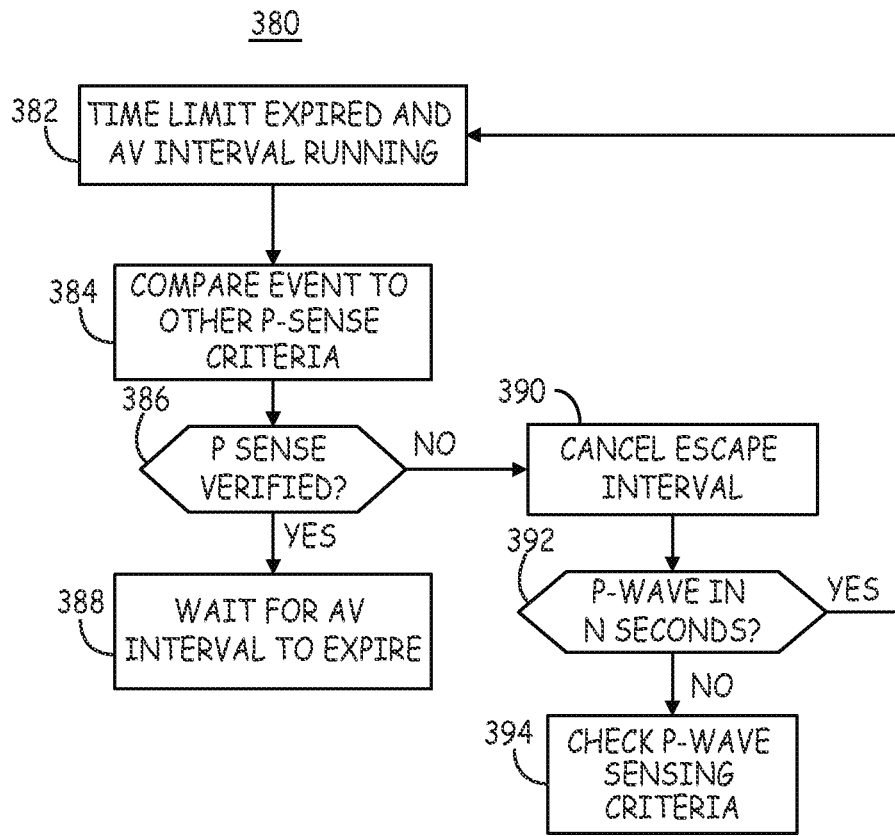 380
382
TIME LIMIT EXPIRED AND
AV INTERVAL RUNNING
384
COMPARE EVENT TO
OTHER P-SENSE
CRITERIA
386
P SENSE
VERIFIED?
NO
YES
388
WAIT FOR AV
INTERVAL TO EXPIRE
390
CANCEL ESCAPE
INTERVAL
392
P-WAVE IN
N SECONDS?
YES
NO
394
CHECK P-WAVE
SENSING
CRITERIA